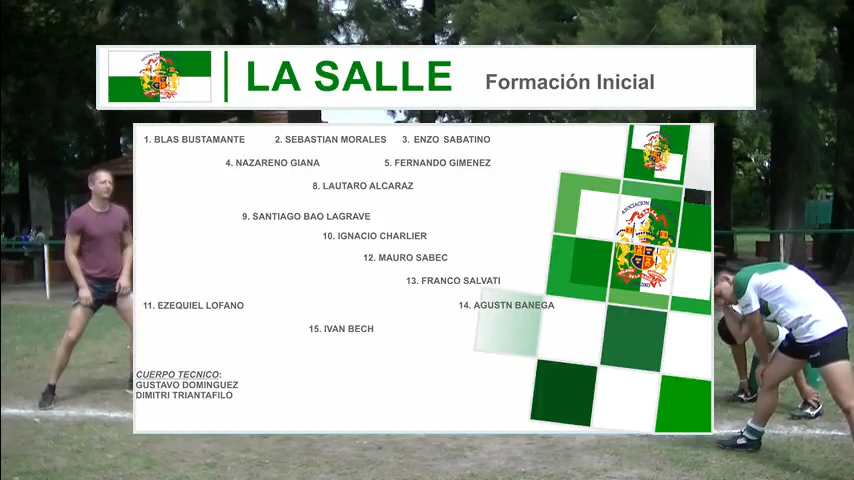 LA SALLE Formación Inicial
1. BLAS BUSTAMANTE 2. SEBASTIAN MORALES 3. ENZO SABATINO
4. NAZARENO GIANA 5. FERNANDO GIMENEZ
8. LAUTARO ALCARAZ
9. SANTIAGO BAO LAGRAVE
10. IGNACIO CHARLIER
12. MAURO SABEC
13. FRANCO SALVATI
11. EZEQUIEL LOFANO 14. AGUSTN BANEGA
15. IVAN BECH
CUERPO TECNICO:
GUSTAVO DOMINGUEZ
DIMITRI TRIANTAFILO